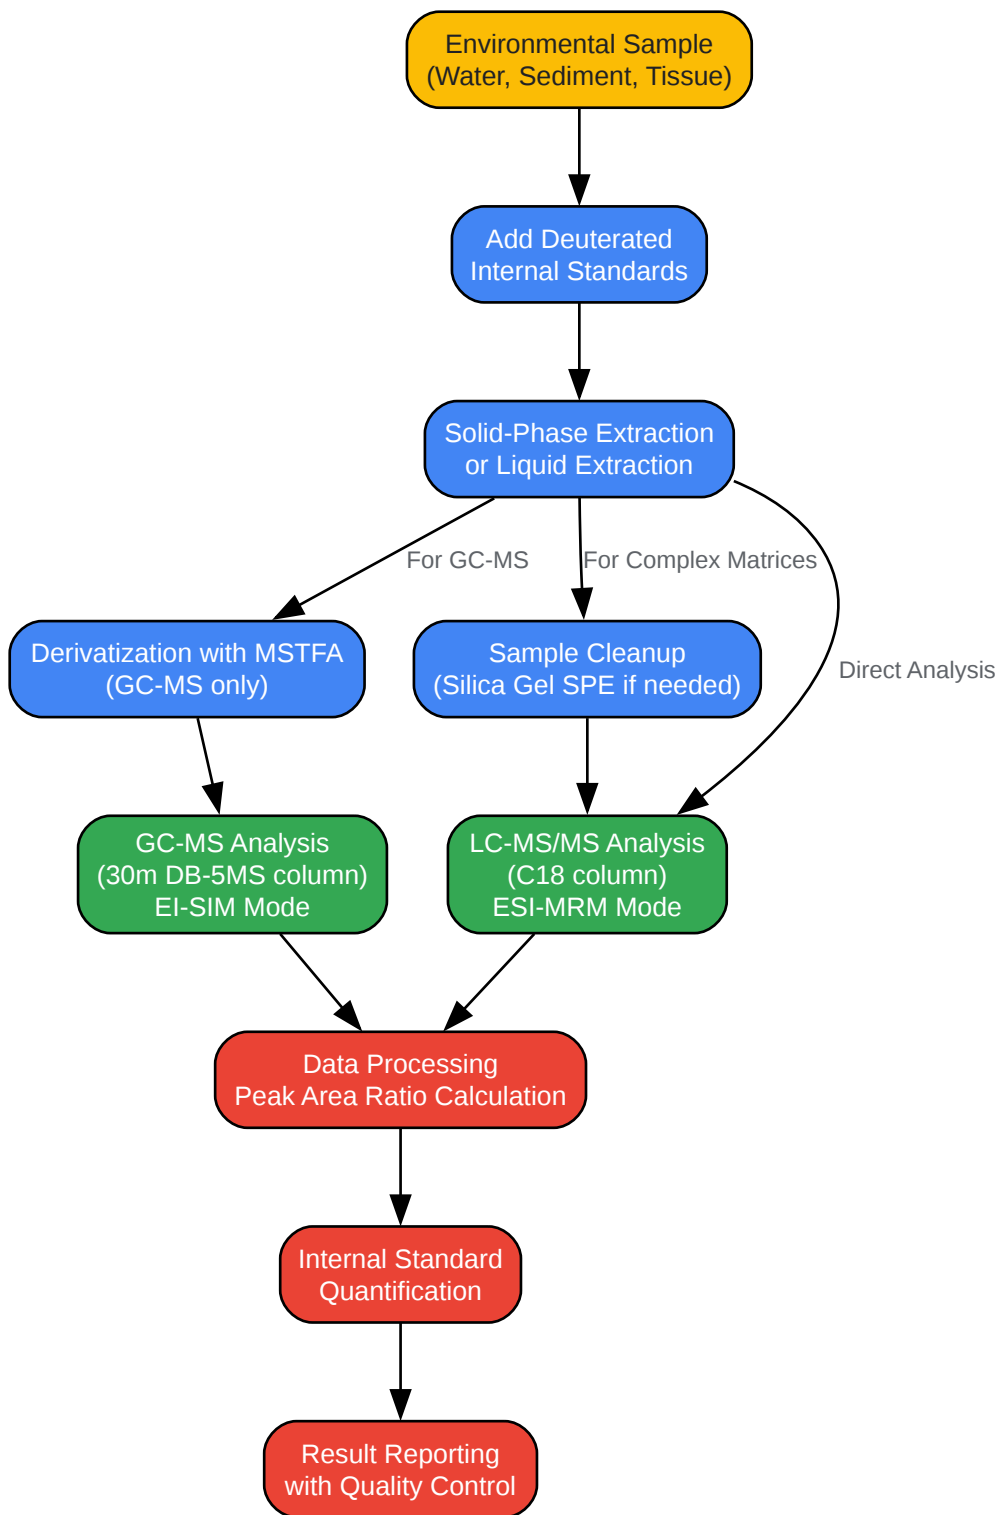 Environmental Sample
(Water, Sediment, Tissue)
Add Deuterated
Internal Standards
Solid-Phase Extraction
or Liquid Extraction
For GC-MS
For Complex Matrices
Direct Analysis
Derivatization with MSTFA
(GC-MS only)
Sample Cleanup
(Silica Gel SPE if needed)
GC-MS Analysis
(30m DB-5MS column)
EI-SIM Mode
LC-MS/MS Analysis
(C18 column)
ESI-MRM Mode
Data Processing
Peak Area Ratio Calculation
Internal Standard
Quantification
Result Reporting
with Quality Control